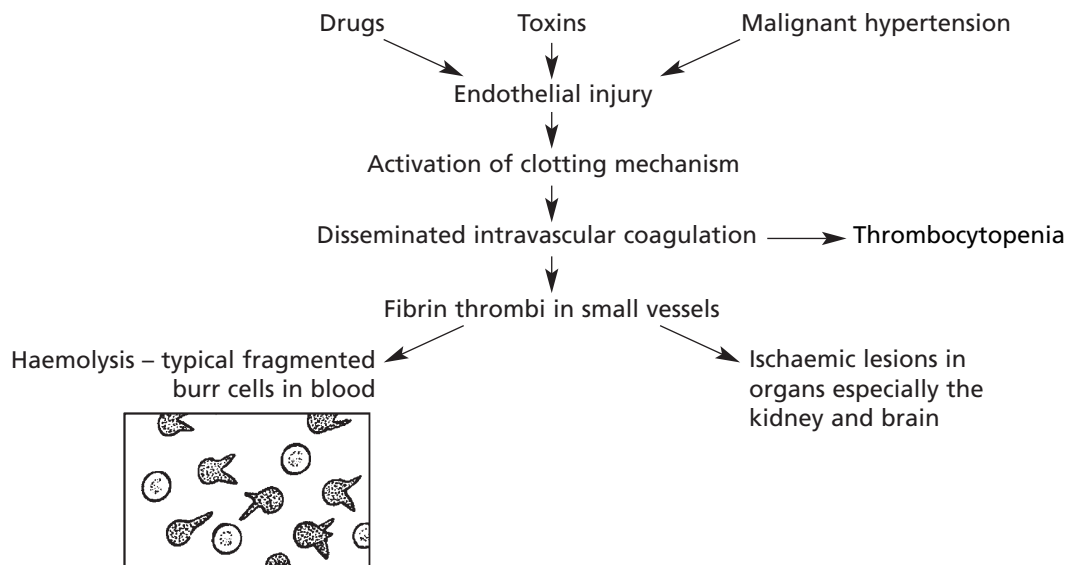 Drugs
Toxins
Malignant hypertension
Endothelial injury
Activation of clotting mechanism
Disseminated intravascular coagulation
Thrombocytopenia
Fibrin thrombi in small vessels
Haemolysis – typical fragmented
burr cells in blood
Ischaemic lesions in
organs especially the
kidney and brain